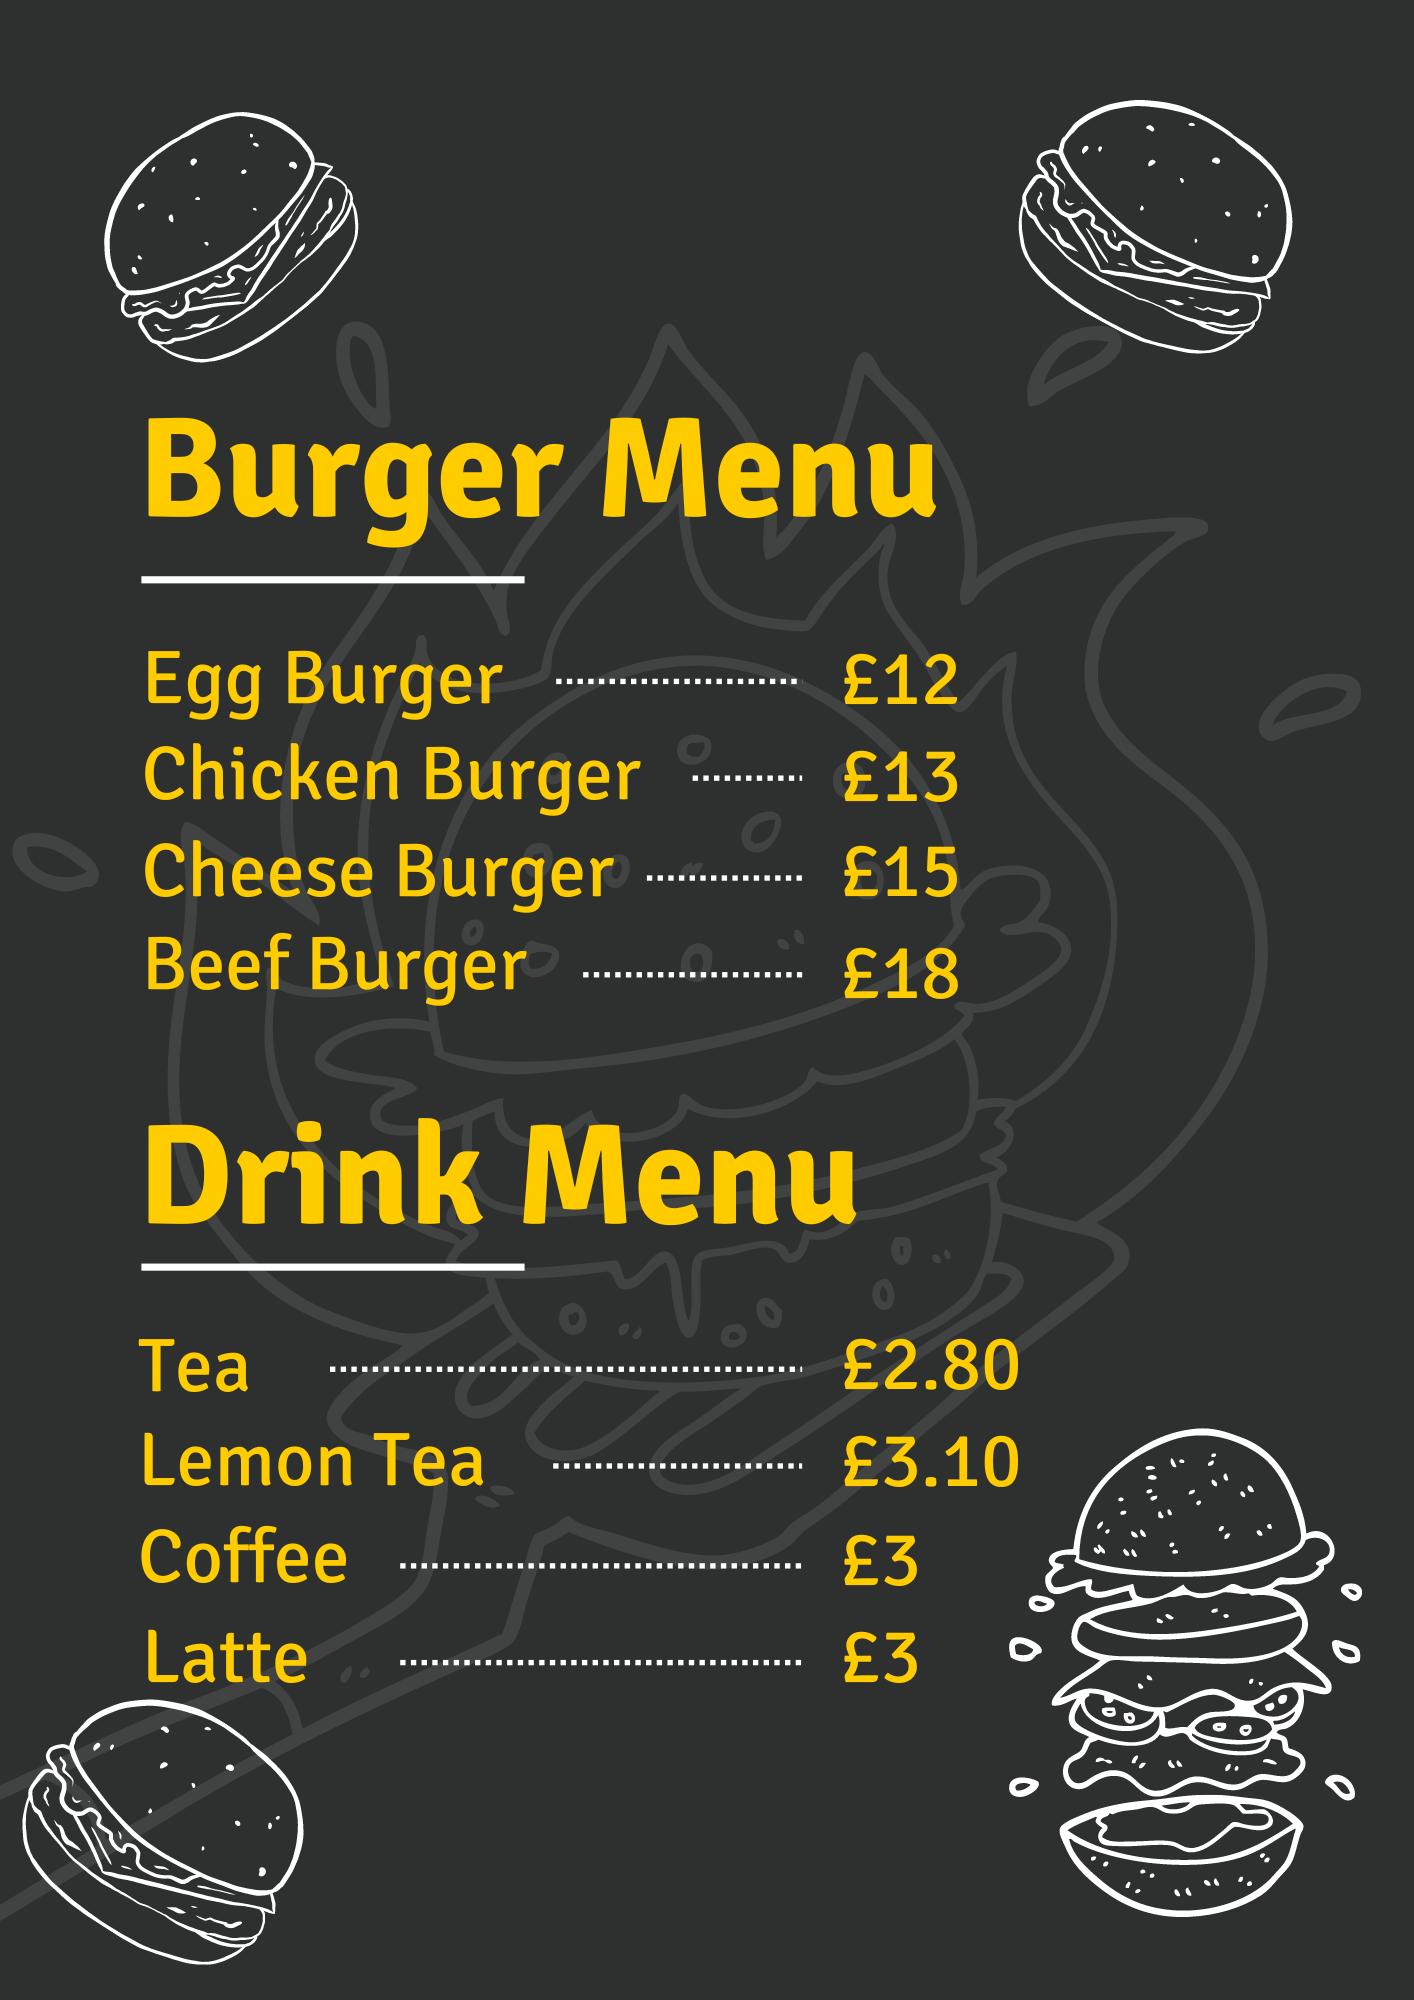 Burger Menu
Egg Burger ........................... £12
Chicken Burger ............. £13
Cheese Burger .................. £15
Beef Burger ......................... £18
Drink Menu
Tea ..................................................... £2.80
Lemon Tea ............................ £3.10
Coffee ............................................. £3
Latte ............................................. £3